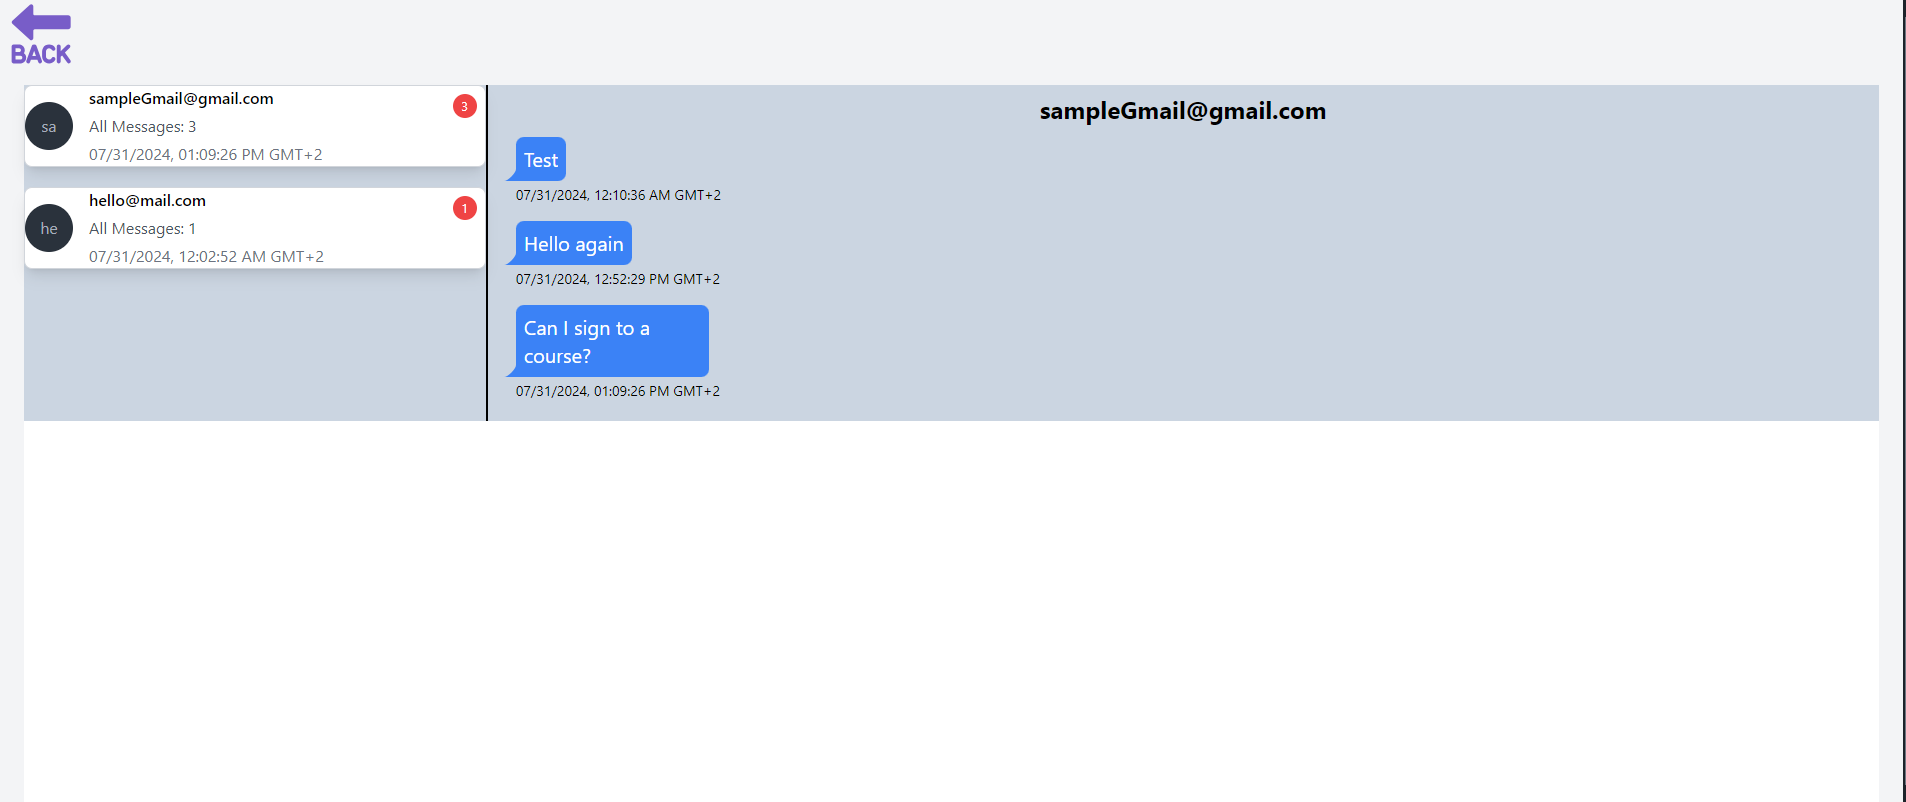 BACK
sampleGmail@gmail.com
3
sa
All Messages: 3
07/31/2024, 01:09:26 PM GMT+2
hello@mail.com
1
he
All Messages: 1
07/31/2024, 12:02:52 AM GMT+2
sampleGmail@gmail.com
Test
07/31/2024, 12:10:36 AM GMT+2
Hello again
07/31/2024, 12:52:29 PM GMT+2
Can I sign to a
course?
07/31/2024, 01:09:26 PM GMT+2